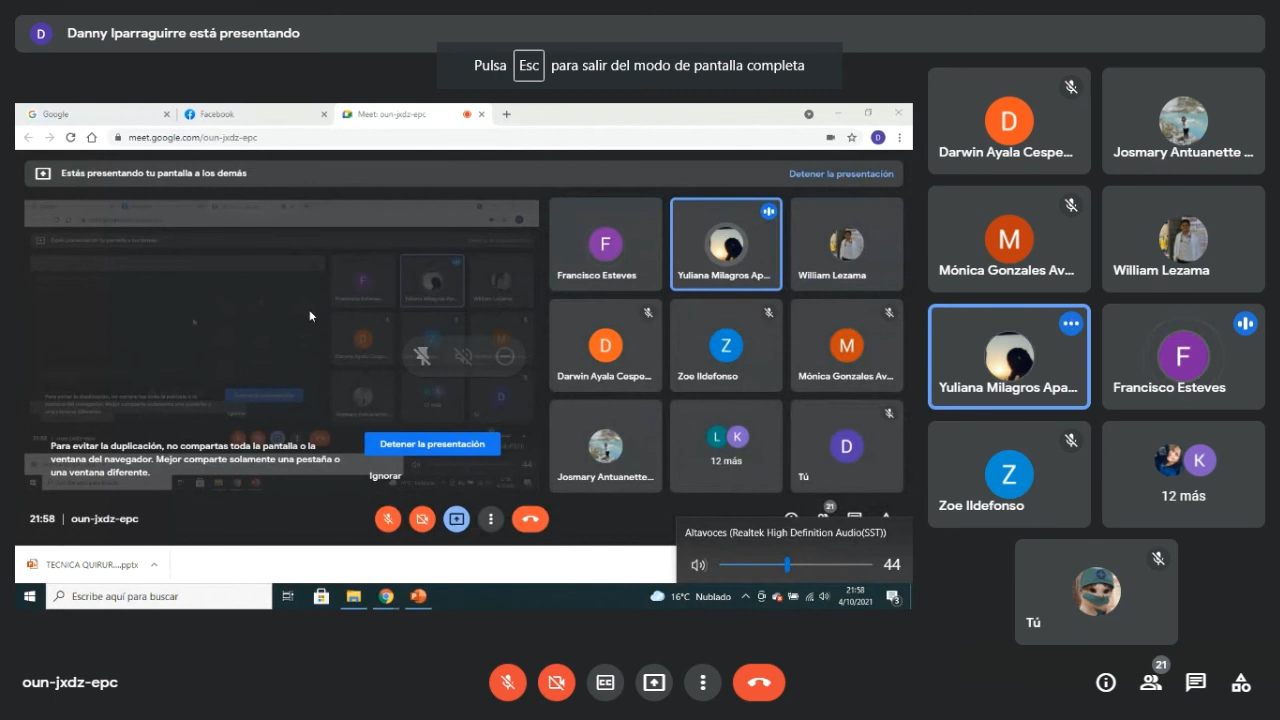 D Danny Iparraguirre está presentando
Pulsa Esc para salir del modo de pantalla completa
Google
Facebook
Meet: oun-jxdz-epc
meet.google.com/oun-jxdz-epc
D
Estás presentando tu pantalla a los demás
Detener la presentación
F
Francisco Esteves
Yuliana Milagros Ap...
William Lezama
D
Darwin Ayala Cespe...
Z
Zoe Ildefonso
M
Mónica Gonzales Av...
Josmary Antuanette...
L K
12 más
D
Tú
Para evitar la duplicación, no compartas toda la pantalla o la
ventana del navegador. Mejor comparte solamente una pestaña o
una ventana diferente.
Detener la presentación
Ignorar
21:58 | oun-jxdz-epc
21
Altavoces (Realtek High Definition Audio(SST))
44
TECNICA QUIRUR....pptx
Escribe aquí para buscar
16°C Nublado
21:58
4/10/2021
3
D
Darwin Ayala Cespe...
Josmary Antuanette ...
M
Mónica Gonzales Av...
William Lezama
Yuliana Milagros Apa...
F
Francisco Esteves
Z
Zoe Ildefonso
K
12 más
Tú
oun-jxdz-epc
CC
21